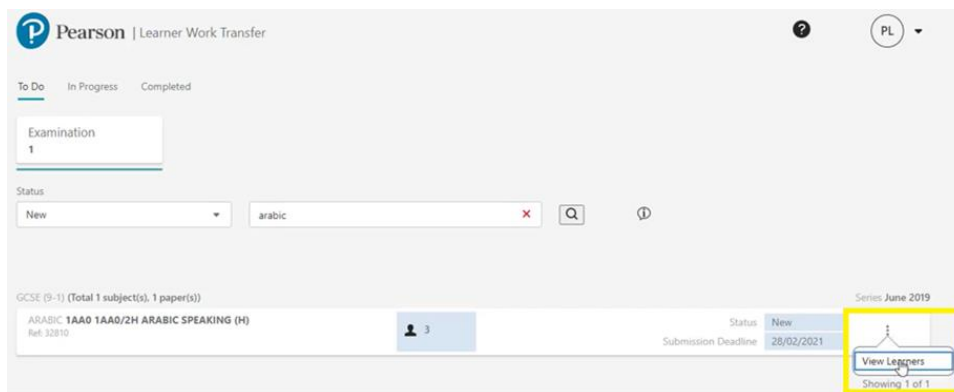 Pearson | Learner Work Transfer
PL
To Do In Progress Completed
Examination
1
Status
New arabic
GCSE (9-1) (Total 1 subject(s), 1 paper(s)) Series June 2019
ARABIC 1AA0 1AA0/2H ARABIC SPEAKING (H) 3 Status New
Ref: 32810 Submission Deadline 28/02/2021
View Learners
Showing 1 of 1